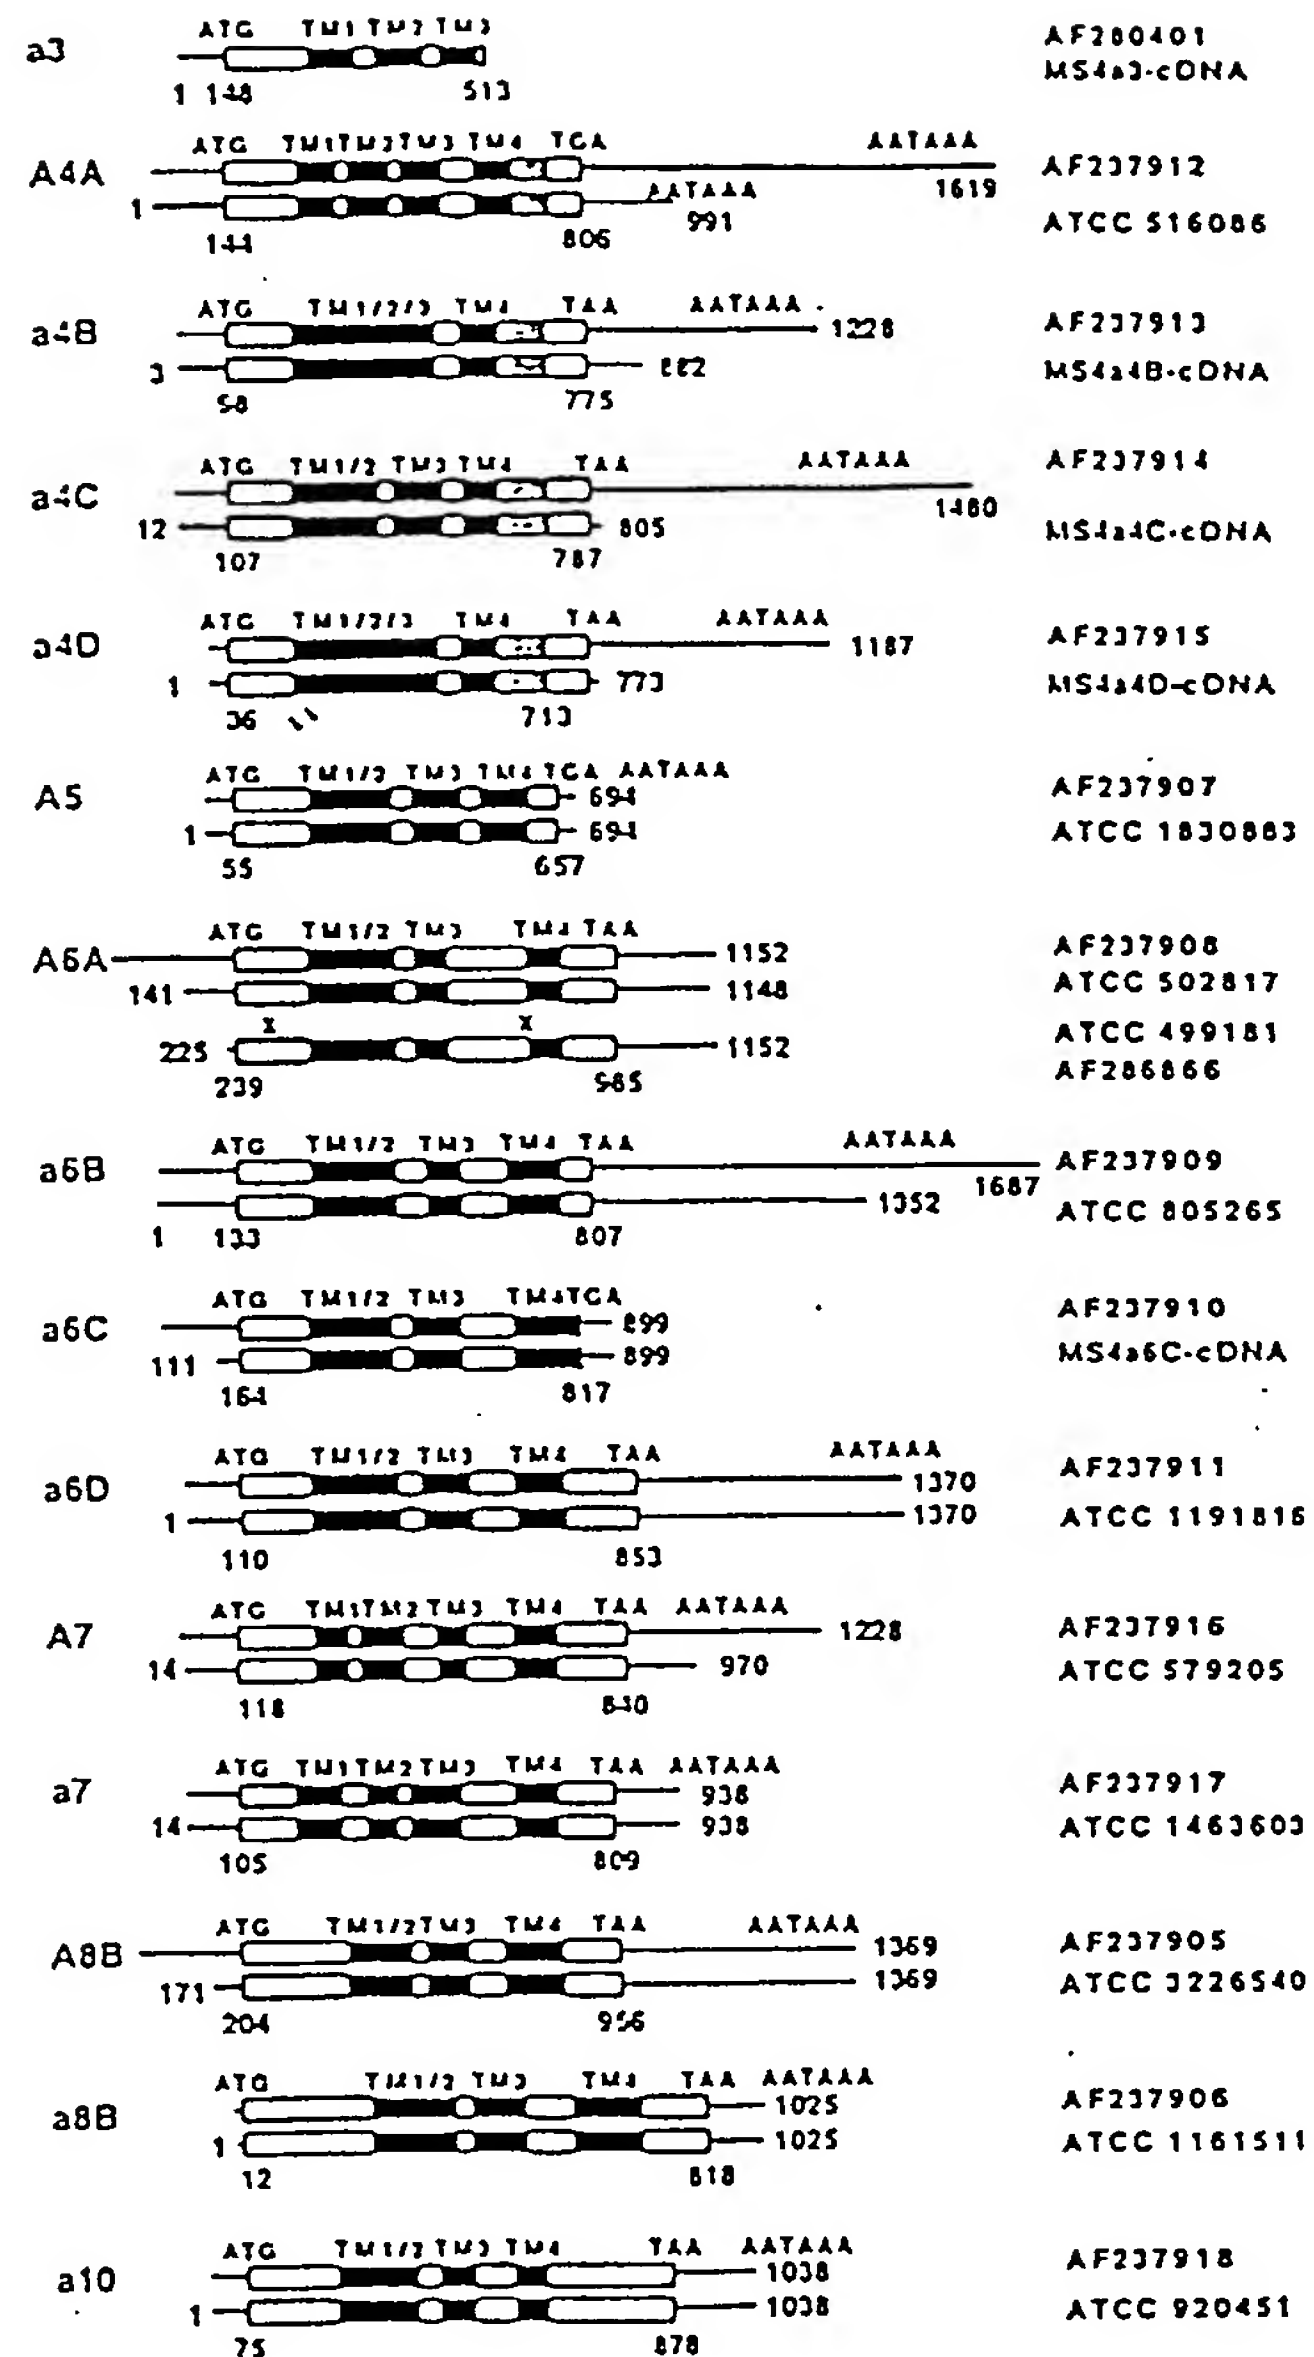 ATG TM1 TM2 TM3
a3
AF280401
MS4a3-cDNA
1 148 513
ATG TM1TM2TM3 TM4 TGA AATAAA
A4A
AF237912
1619
AATAAA
1
991
ATCC 516086
144 806
ATG TM1/2/3 TM4 TAA AATAAA
a4B
1228
AF237913
3
882
MS4a4B-cDNA
58 775
ATG TM1/2 TM3 TM4 TAA AATAAA
a4C
AF237914
1480
12
805
MS4a4C-cDNA
107 787
ATG TM1/2/3 TM4 TAA AATAAA
a4D
1187
AF237915
1
773
MS4a4D-cDNA
36 713
ATG TM1/2 TM3 TM4 TGA AATAAA
A5
694
AF237907
1
694
ATCC 1830883
55 657
ATG TM1/2 TM3 TM4 TAA
A6A
1152
AF237908
141
1148
ATCC 502817
x x
225
1152
ATCC 499181
AF286866
239 985
ATG TM1/2 TM3 TM4 TAA AATAAA
a6B
AF237909
1687
1352
ATCC 805265
1 133 807
ATG TM1/2 TM3 TM4TGA
a6C
899
AF237910
111
899
MS4a6C-cDNA
164 817
ATG TM1/2 TM3 TM4 TAA AATAAA
a6D
1370
AF237911
1
1370
ATCC 1191816
110 853
ATG TM1TM2 TM3 TM4 TAA AATAAA
A7
1228
AF237916
14
970
ATCC 579205
118 840
ATG TM1TM2TM3 TM4 TAA AATAAA
a7
938
AF237917
14
938
ATCC 1463603
105 809
ATG TM1/2TM3 TM4 TAA AATAAA
A8B
1369
AF237905
171
1369
ATCC 3226540
204 956
ATG TM1/2 TM3 TM4 TAA AATAAA
a8B
1025
AF237906
1
1025
ATCC 1161511
12 818
ATG TM1/2 TM3 TM4 TAA AATAAA
a10
1038
AF237918
1
1038
ATCC 920451
75 878